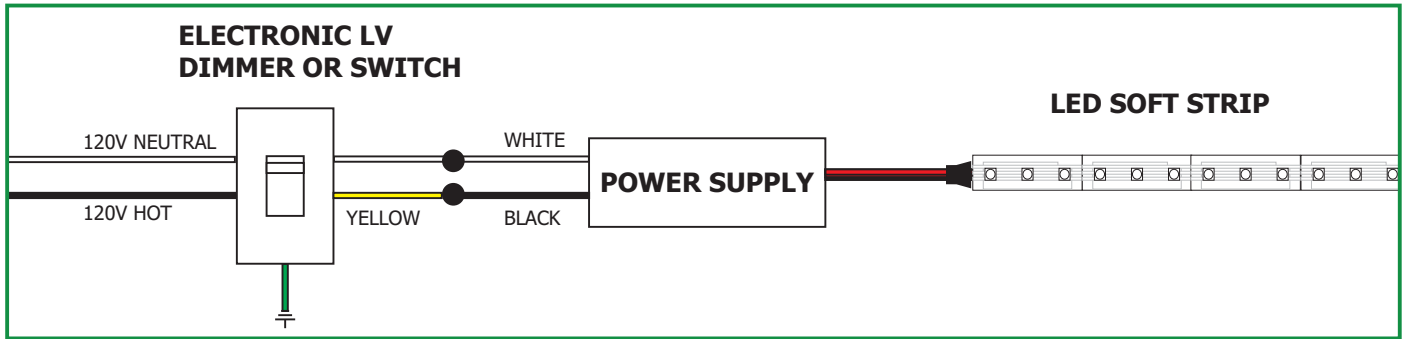 ELECTRONIC LV
DIMMER OR SWITCH
LED SOFT STRIP
120V NEUTRAL
WHITE
POWER SUPPLY
120V HOT
YELLOW
BLACK